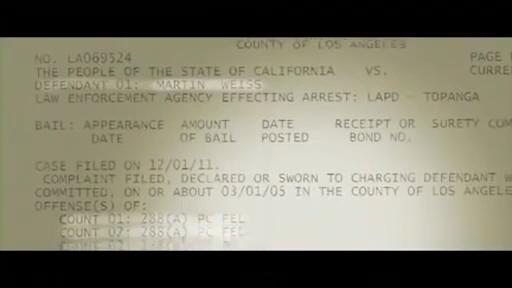 COUNTY OF LOS ANGELES
NO. LA069524
PAGE
THE PEOPLE OF THE STATE OF CALIFORNIA VS.
CURRE
DEFENDANT 01: MARTIN WEISS
LAW ENFORCEMENT AGENCY EFFECTING ARREST: LAPD - TOPANGA
BAIL: APPEARANCE AMOUNT DATE RECEIPT OR SURETY COM
DATE OF BAIL POSTED BOND NO.
CASE FILED ON 12/01/11.
COMPLAINT FILED, DECLARED OR SWORN TO CHARGING DEFENDANT W
COMMITTED, ON OR ABOUT 03/01/05 IN THE COUNTY OF LOS ANGELE
OFFENSE(S) OF:
COUNT 01: 288(A) PC FEL
COUNT 02: 288(A) PC FEL